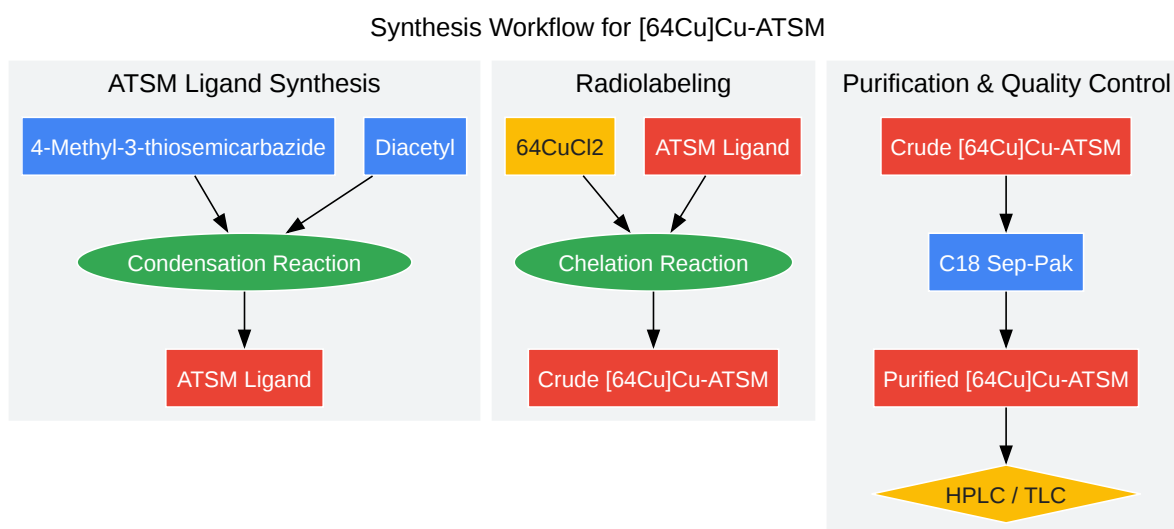 Synthesis Workflow for [64Cu]Cu-ATSM
ATSM Ligand Synthesis
4-Methyl-3-thiosemicarbazide
Diacetyl
Condensation Reaction
ATSM Ligand
Radiolabeling
64CuCl2
ATSM Ligand
Chelation Reaction
Crude [64Cu]Cu-ATSM
Purification & Quality Control
Crude [64Cu]Cu-ATSM
C18 Sep-Pak
Purified [64Cu]Cu-ATSM
HPLC / TLC